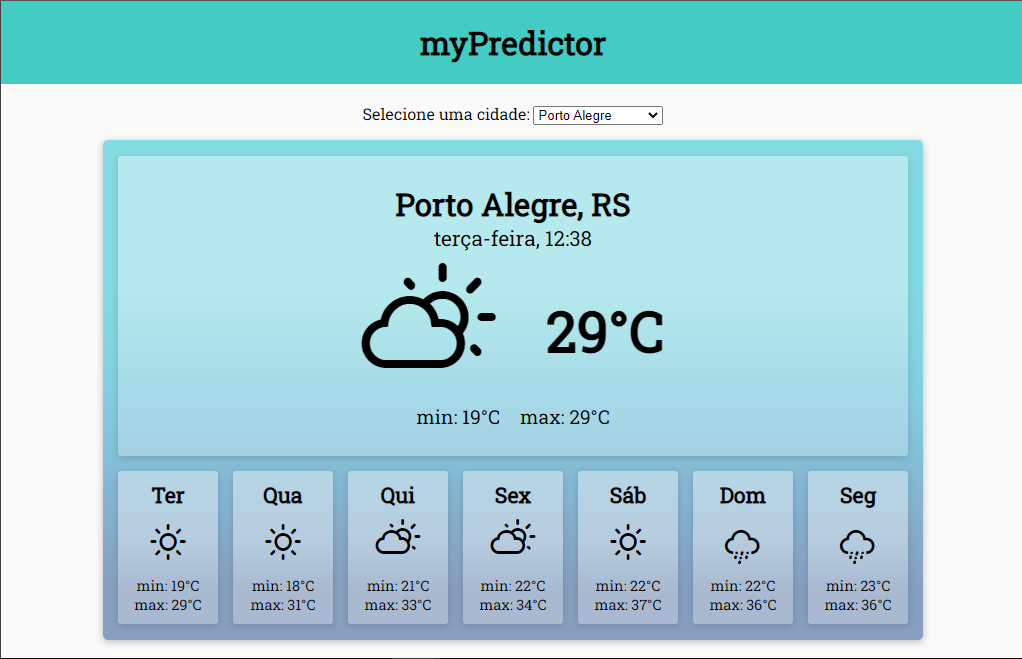 myPredictor
Selecione uma cidade: Porto Alegre
Porto Alegre, RS
terça-feira, 12:38
29°C
min: 19°C max: 29°C
Ter
min: 19°C
max: 29°C
Qua
min: 18°C
max: 31°C
Qui
min: 21°C
max: 33°C
Sex
min: 22°C
max: 34°C
Sáb
min: 22°C
max: 37°C
Dom
min: 22°C
max: 36°C
Seg
min: 23°C
max: 36°C